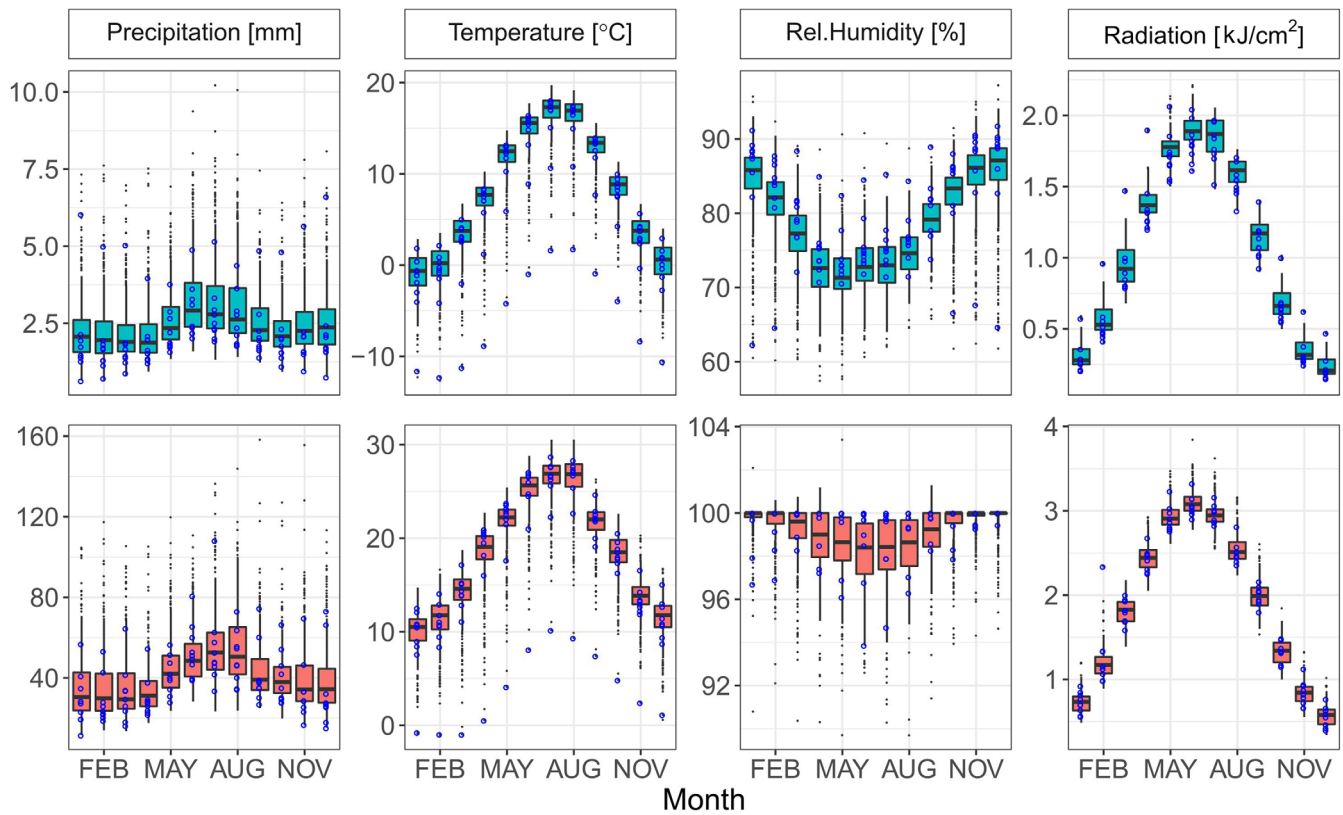 Precipitation [mm] Temperature [°C] Rel.Humidity [%] Radiation [kJ/cm²]
10.0 20 90 2.0
7.5 10 80 1.5
5.0 0 70 1.0
2.5 −10 60 0.5
160 30 104 4
120 20 100 3
80 10 96 2
40 0 92 1
FEB MAY AUG NOV FEB MAY AUG NOV FEB MAY AUG NOV FEB MAY AUG NOV
Month